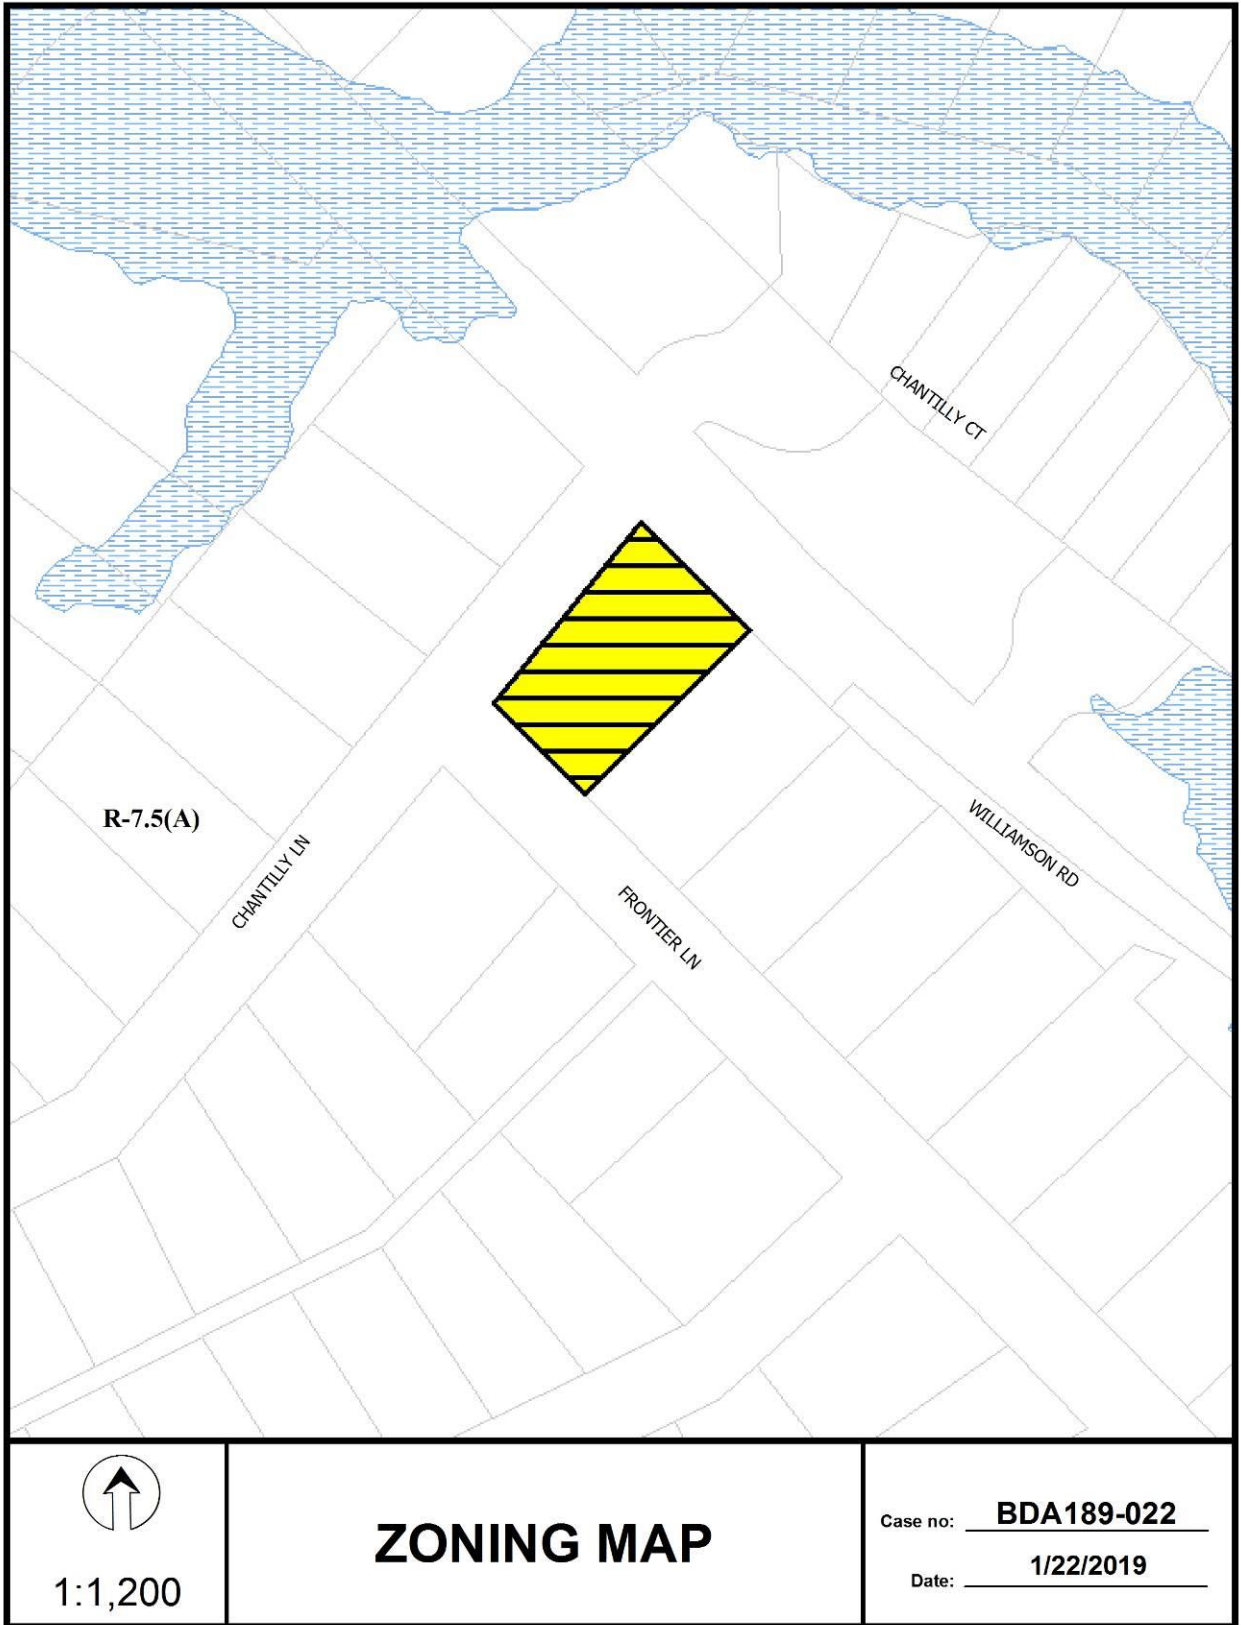 CHANTILLY CT
R-7.5(A)
CHANTILLY LN
FRONTIER LN
WILLIAMSON RD
1:1,200
ZONING MAP
Case no: BDA189-022
Date: 1/22/2019